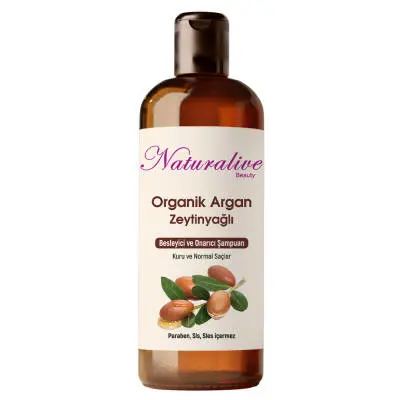 Naturalive
Beauty
Organik Argan
Zeytinyağlı
Besleyici ve Onarıcı Şampuan
Kuru ve Normal Saçlar
Paraben, Sls, Sles içermez